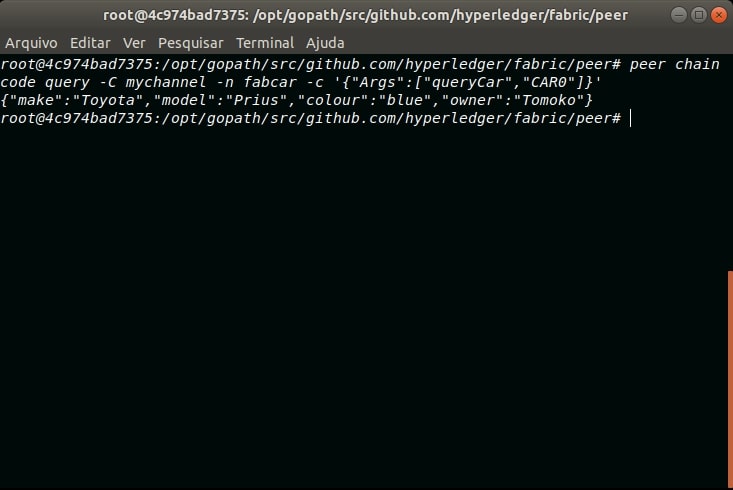 root@4c974bad7375: /opt/gopath/src/github.com/hyperledger/fabric/peer
Arquivo Editar Ver Pesquisar Terminal Ajuda
root@4c974bad7375:/opt/gopath/src/github.com/hyperledger/fabric/peer# peer chain
code query -C mychannel -n fabcar -c '{"Args":["queryCar","CAR0"]}'
{"make":"Toyota","model":"Prius","colour":"blue","owner":"Tomoko"}
root@4c974bad7375:/opt/gopath/src/github.com/hyperledger/fabric/peer#